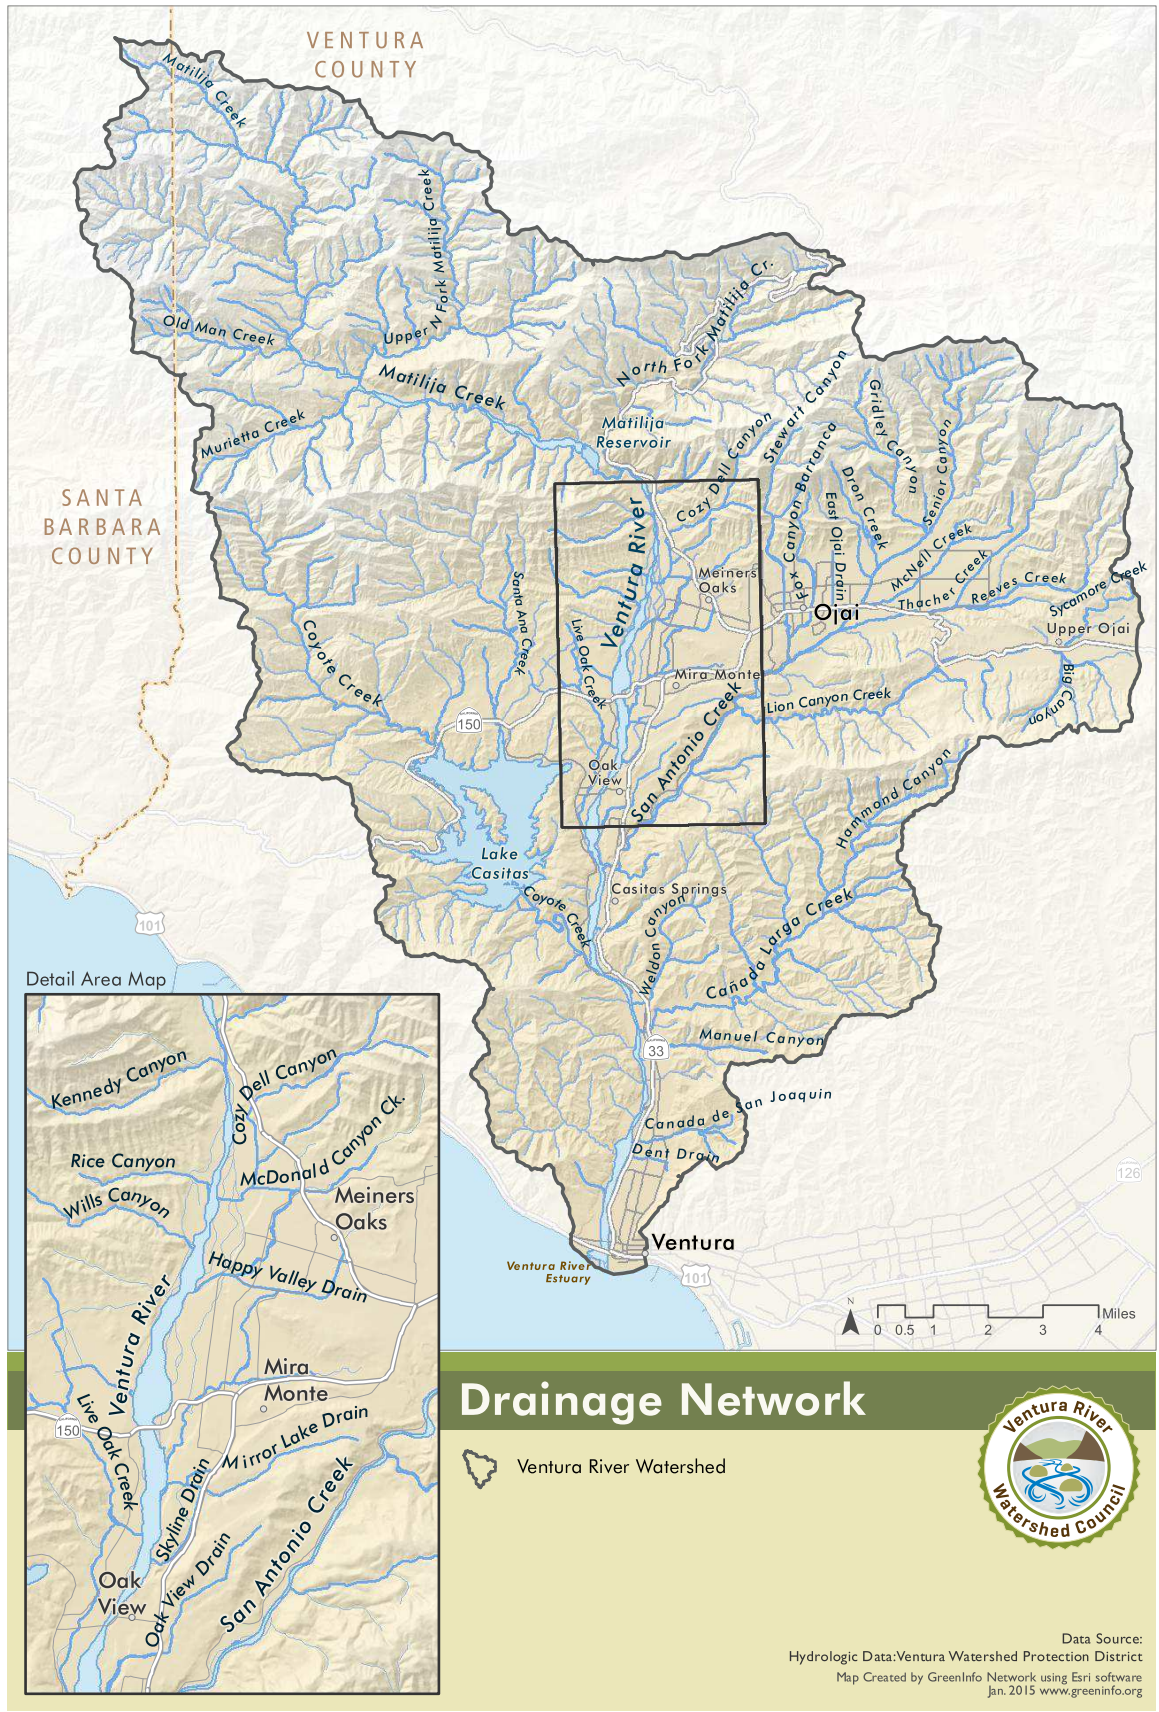 VENTURA
COUNTY
Matilija Creek
Upper N Fork Matilija Creek
Old Man Creek
Matilija Creek
Murietta Creek
North Fork Matilija Cr.
Matilija
Reservoir
SANTA
BARBARA
COUNTY
Cozy Dell Canyon
Stewart Canyon
Fox Canyon Barranca
East Ojai Drain
Dron Creek
Gridley Canyon
Senior Canyon
McNell Creek
Thacher Creek
Reeves Creek
Sycamore Creek
Upper Ojai
Big Canyon
Ventura River
Meiners
Oaks
Ojai
Santa Ana Creek
Live Oak Creek
Coyote Creek
Mira Monte
Lion Canyon Creek
150
San Antonio Creek
Oak
View
Hammond Canyon
Lake
Casitas
Coyote Creek
Casitas Springs
Weldon Canyon
Cañada Larga Creek
101
Manuel Canyon
33
Canada de San Joaquin
Dent Drain
126
Ventura
Ventura River
Estuary
101
N
0 0.5 1 2 3 4
Miles
Detail Area Map
Kennedy Canyon
Cozy Dell Canyon
Rice Canyon
McDonald Canyon Ck.
Wills Canyon
Meiners
Oaks
Happy Valley Drain
Ventura River
Mira
Monte
Live Oak Creek
150
Mirror Lake Drain
Skyline Drain
San Antonio Creek
Oak
View
Oak View Drain
Drainage Network
Ventura River Watershed
Ventura River
Watershed Council
Data Source:
Hydrologic Data:Ventura Watershed Protection District
Map Created by GreenInfo Network using Esri software
Jan. 2015 www.greeninfo.org